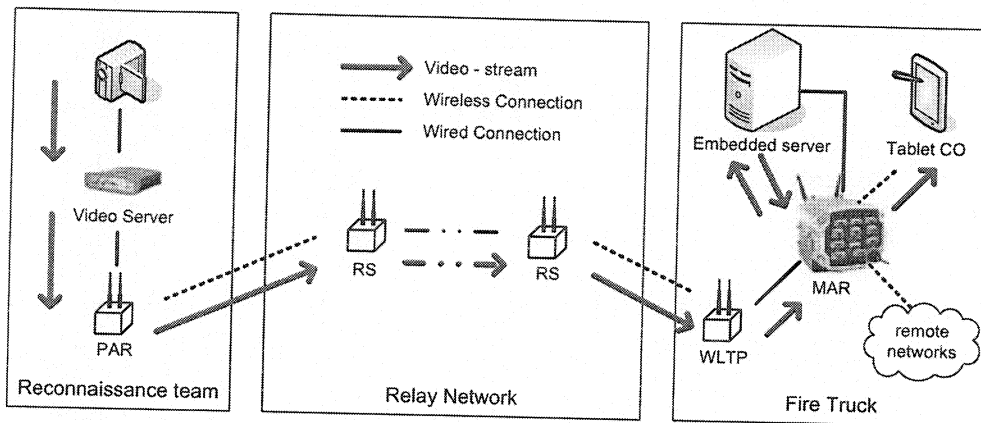 Video Server
PAR
Reconnaissance team
Video - stream
Wireless Connection
Wired Connection
RS
RS
Relay Network
Embedded server
Tablet CO
MAR
WLTP
remote
networks
Fire Truck